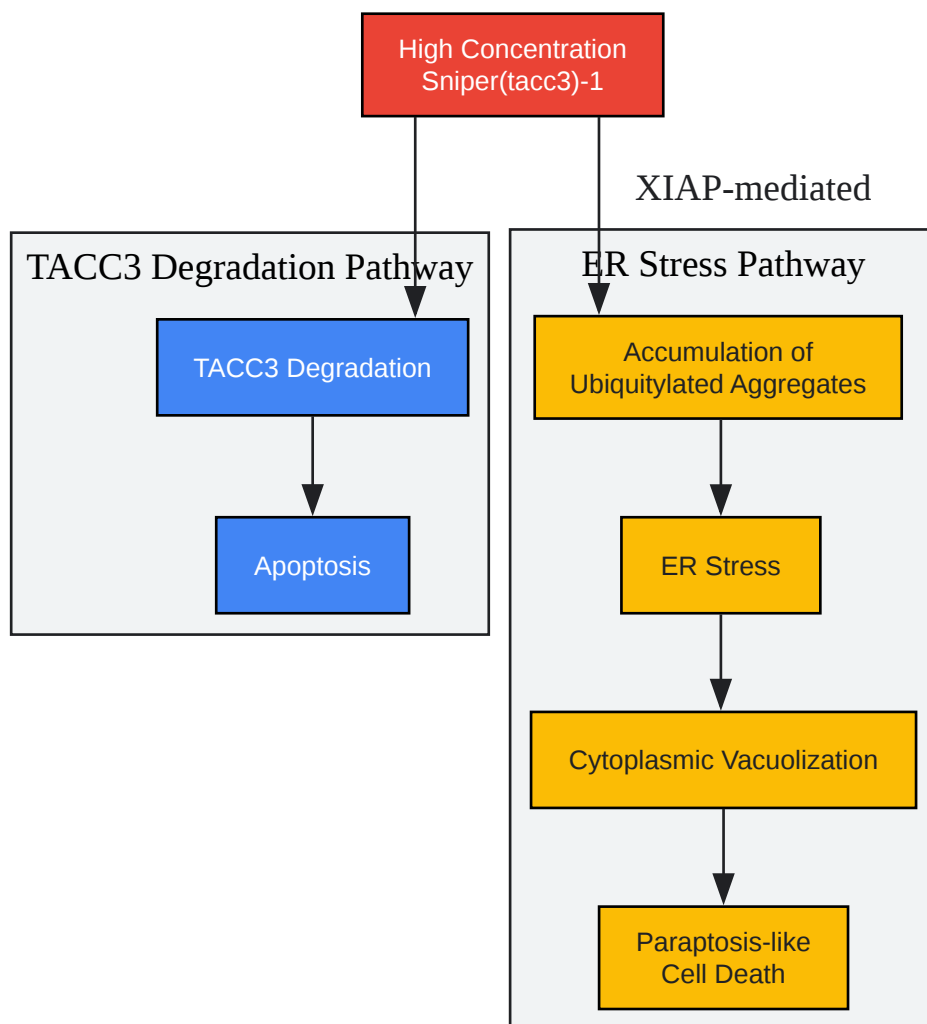 High Concentration
Sniper(tacc3)-1
XIAP-mediated
TACC3 Degradation Pathway
TACC3 Degradation
Apoptosis
ER Stress Pathway
Accumulation of
Ubiquitylated Aggregates
ER Stress
Cytoplasmic Vacuolization
Paraptosis-like
Cell Death